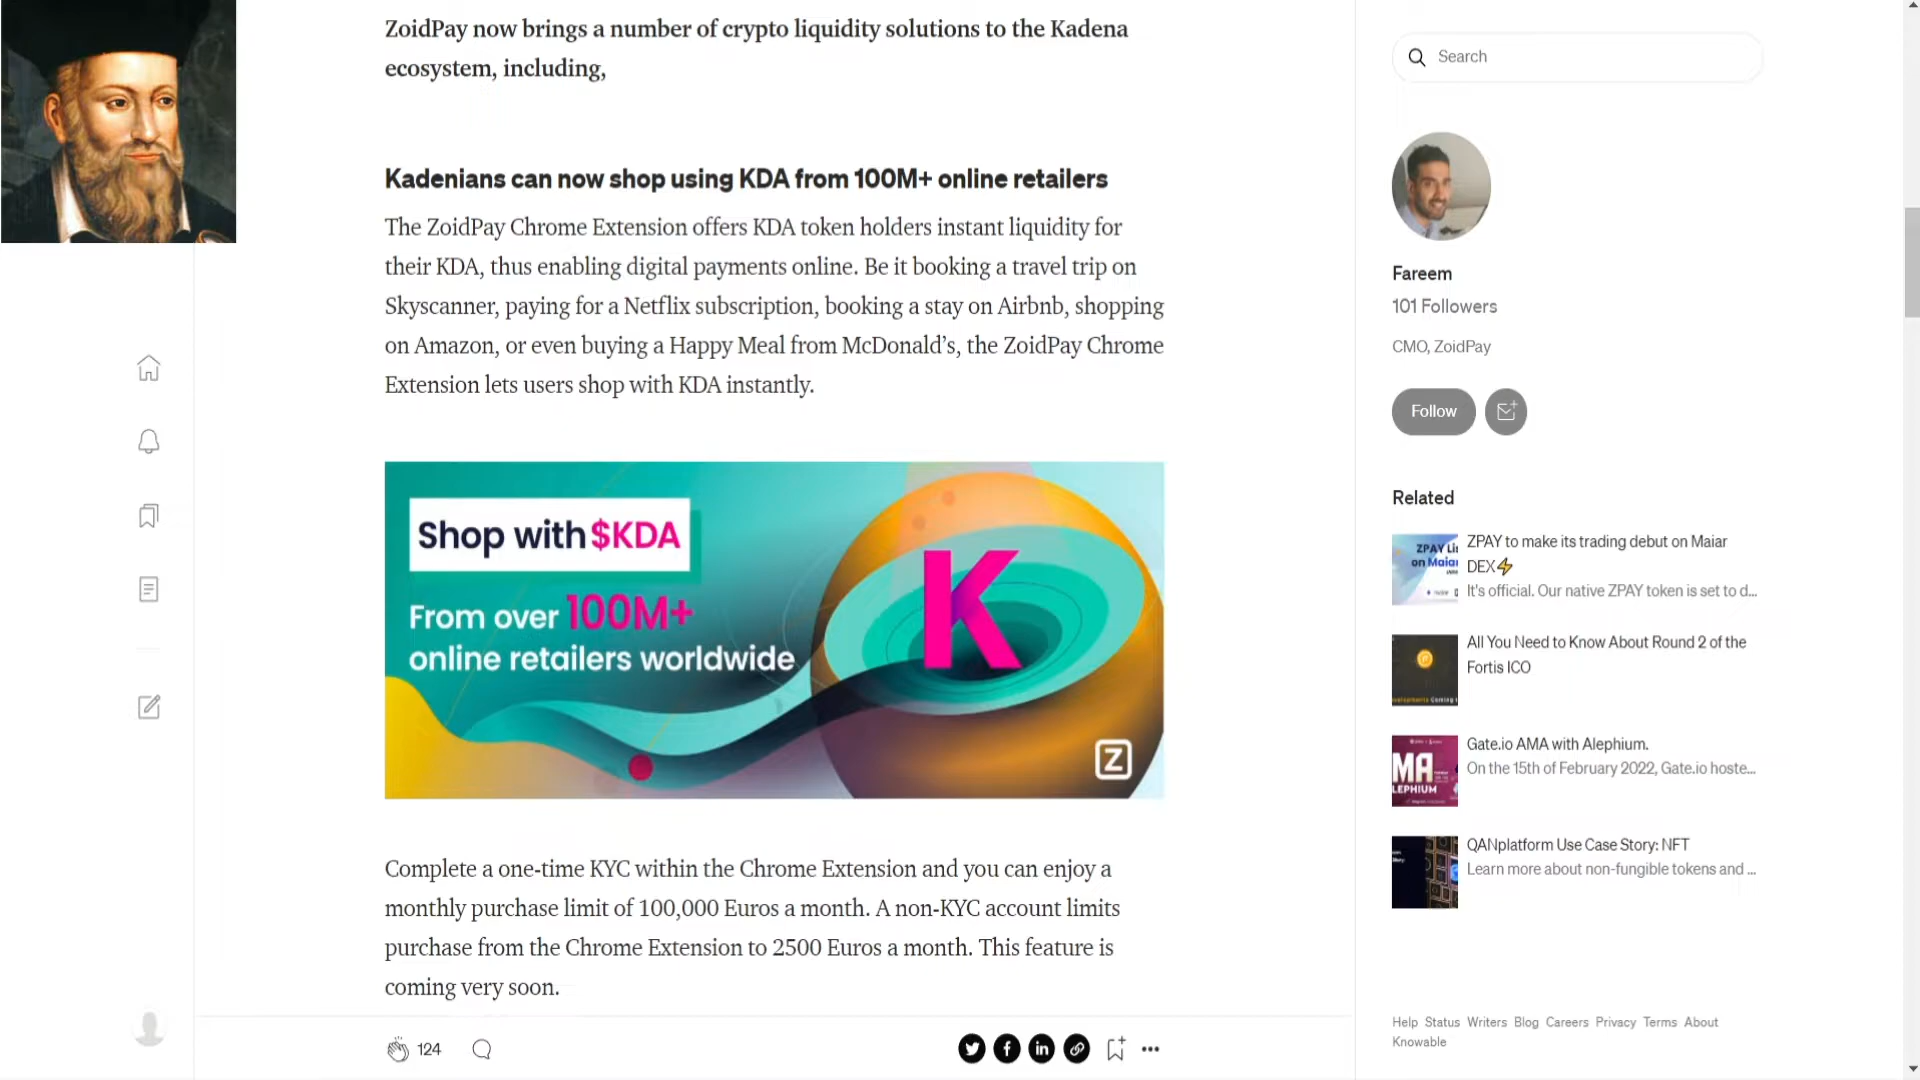 ZoidPay now brings a number of crypto liquidity solutions to the Kadena
ecosystem, including,
Kadenians can now shop using KDA from 100M+ online retailers
The ZoidPay Chrome Extension offers KDA token holders instant liquidity for
their KDA, thus enabling digital payments online. Be it booking a travel trip on
Skyscanner, paying for a Netflix subscription, booking a stay on Airbnb, shopping
on Amazon, or even buying a Happy Meal from McDonald’s, the ZoidPay Chrome
Extension lets users shop with KDA instantly.
Shop with $KDA
From over 100M+
online retailers worldwide
K
Z
Complete a one-time KYC within the Chrome Extension and you can enjoy a
monthly purchase limit of 100,000 Euros a month. A non-KYC account limits
purchase from the Chrome Extension to 2500 Euros a month. This feature is
coming very soon.
124
Search
Fareem
101 Followers
CMO, ZoidPay
Follow
Related
ZPAY Li
on Maiar
ZPAY to make its trading debut on Maiar
DEX⚡
It's official. Our native ZPAY token is set to d...
All You Need to Know About Round 2 of the
Fortis ICO
MA
LEPHIUM
Gate.io AMA with Alephium.
On the 15th of February 2022, Gate.io hoste...
QANplatform Use Case Story: NFT
Learn more about non-fungible tokens and ...
Help Status Writers Blog Careers Privacy Terms About
Knowable